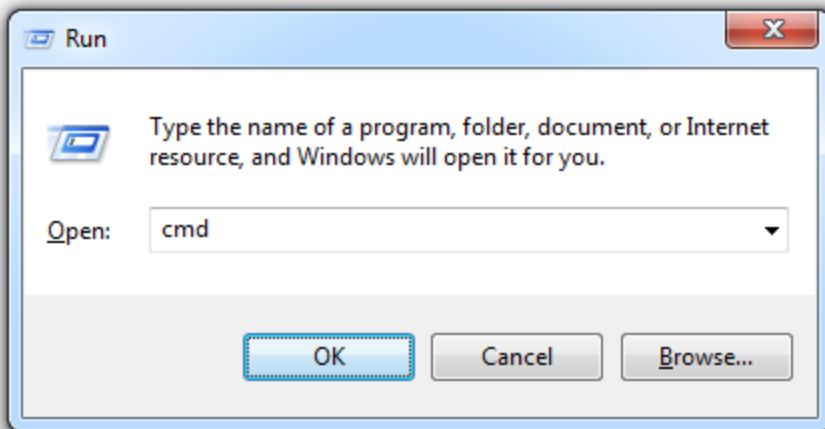 Run
Type the name of a program, folder, document, or Internet
resource, and Windows will open it for you.
Open: cmd
OK Cancel Browse...